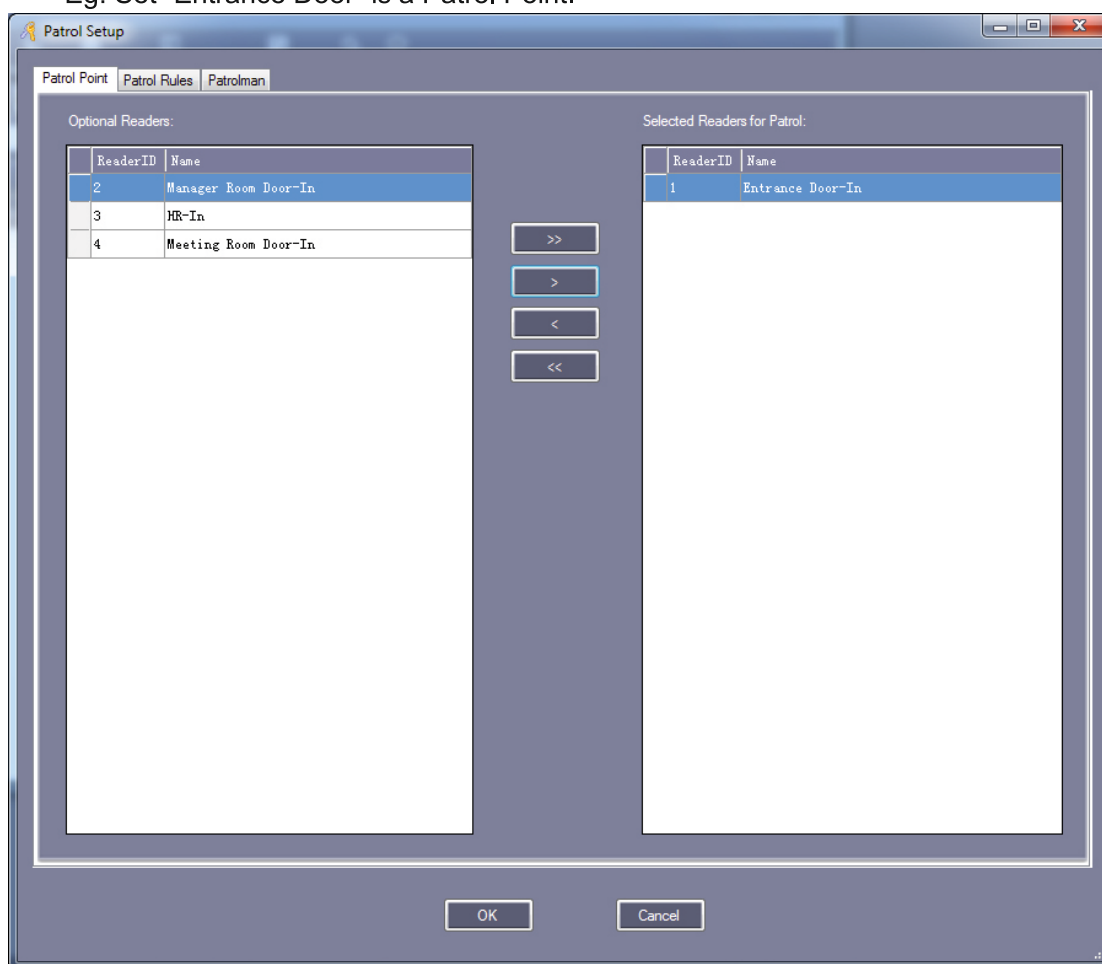 Eg: Set "Entrance Door" is a Patrol Point.
Patrol Setup
Patrol Point Patrol Rules Patrolman
Optional Readers:
ReaderID Name
2 Manager Room Door-In
3 HR-In
4 Meeting Room Door-In
>>
>
<
<<
Selected Readers for Patrol:
ReaderID Name
1 Entrance Door-In
OK Cancel